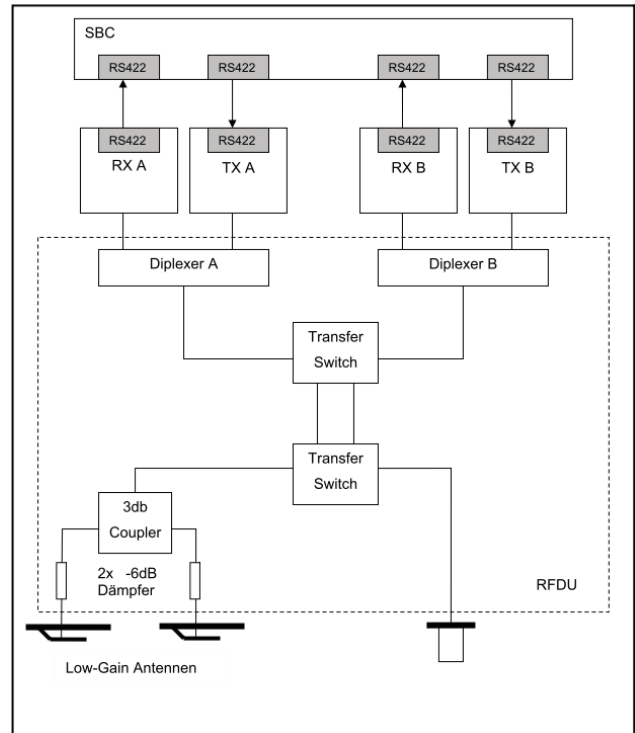 SBC
RS422 RS422 RS422 RS422
RS422 RS422 RS422 RS422
RX A TX A RX B TX B
Diplexer A Diplexer B
Transfer
Switch
Transfer
Switch
3db
Coupler
2x -6dB
Dämpfer
RFDU
Low-Gain Antennen